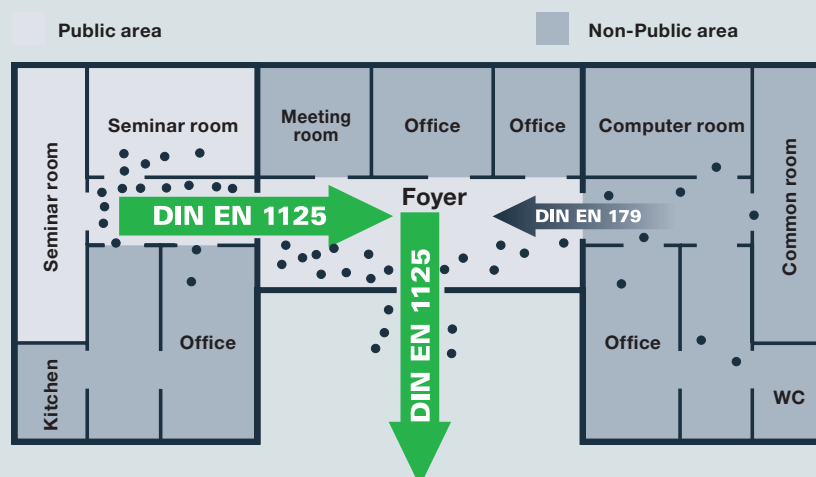 Public area
Non-Public area
Seminar room
Seminar room
Meeting
room
Office
Office
Computer room
Common room
Foyer
DIN EN 1125
DIN EN 179
DIN EN 1125
Office
Office
Kitchen
WC